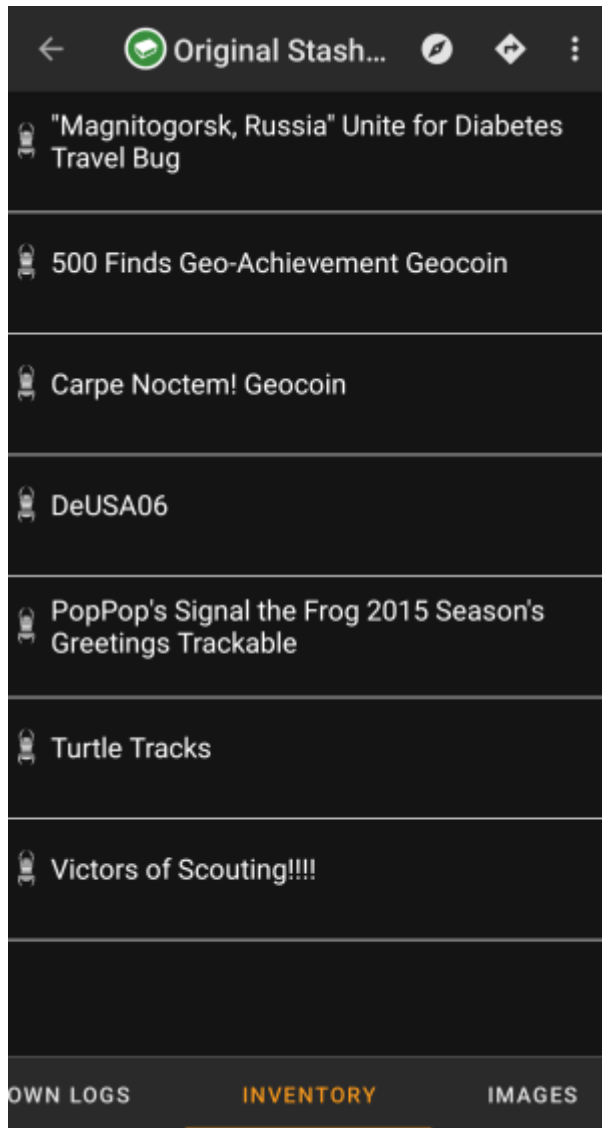 Original Stash...
"Magnitogorsk, Russia" Unite for Diabetes
Travel Bug
500 Finds Geo-Achievement Geocoin
Carpe Noctem! Geocoin
DeUSA06
PopPop's Signal the Frog 2015 Season's
Greetings Trackable
Turtle Tracks
Victors of Scouting!!!!
OWN LOGS INVENTORY IMAGES